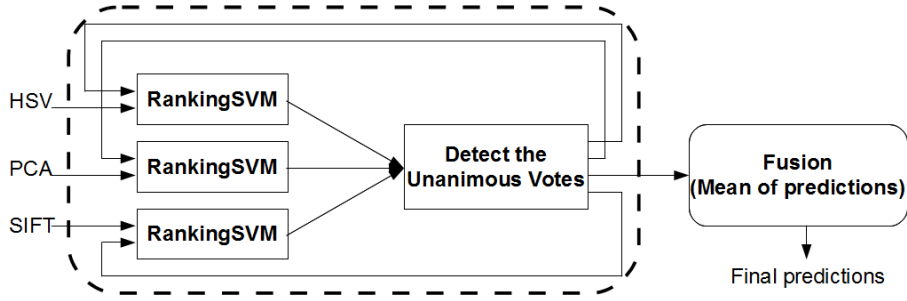 HSV
RankingSVM
PCA
RankingSVM
SIFT
RankingSVM
Detect the
Unanimous Votes
Fusion
(Mean of predictions)
Final predictions